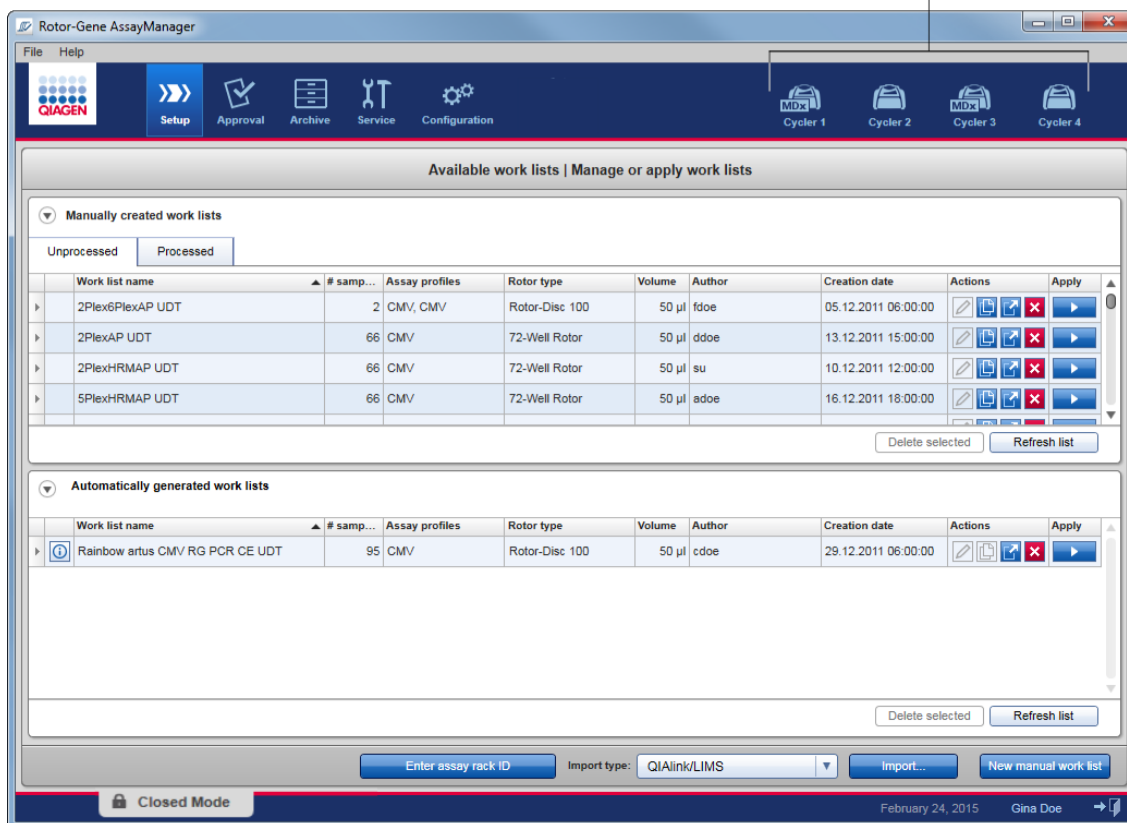 Rotor-Gene AssayManager
File Help
QIAGEN
Setup Approval Archive Service Configuration
MDx Cycler 1 Cycler 2 MDx Cycler 3 Cycler 4
Available work lists | Manage or apply work lists
Manually created work lists
Unprocessed Processed
Work list name # samp... Assay profiles Rotor type Volume Author Creation date Actions Apply
2Plex6PlexAP UDT 2 CMV, CMV Rotor-Disc 100 50 µl fdoe 05.12.2011 06:00:00
2PlexAP UDT 66 CMV 72-Well Rotor 50 µl ddoe 13.12.2011 15:00:00
2PlexHRMAP UDT 66 CMV 72-Well Rotor 50 µl su 10.12.2011 12:00:00
5PlexHRMAP UDT 66 CMV 72-Well Rotor 50 µl adoe 16.12.2011 18:00:00
Delete selected Refresh list
Automatically generated work lists
Work list name # samp... Assay profiles Rotor type Volume Author Creation date Actions Apply
Rainbow artus CMV RG PCR CE UDT 95 CMV Rotor-Disc 100 50 µl cdoe 29.12.2011 06:00:00
Delete selected Refresh list
Enter assay rack ID Import type: QIAlink/LIMS Import... New manual work list
Closed Mode
February 24, 2015 Gina Doe